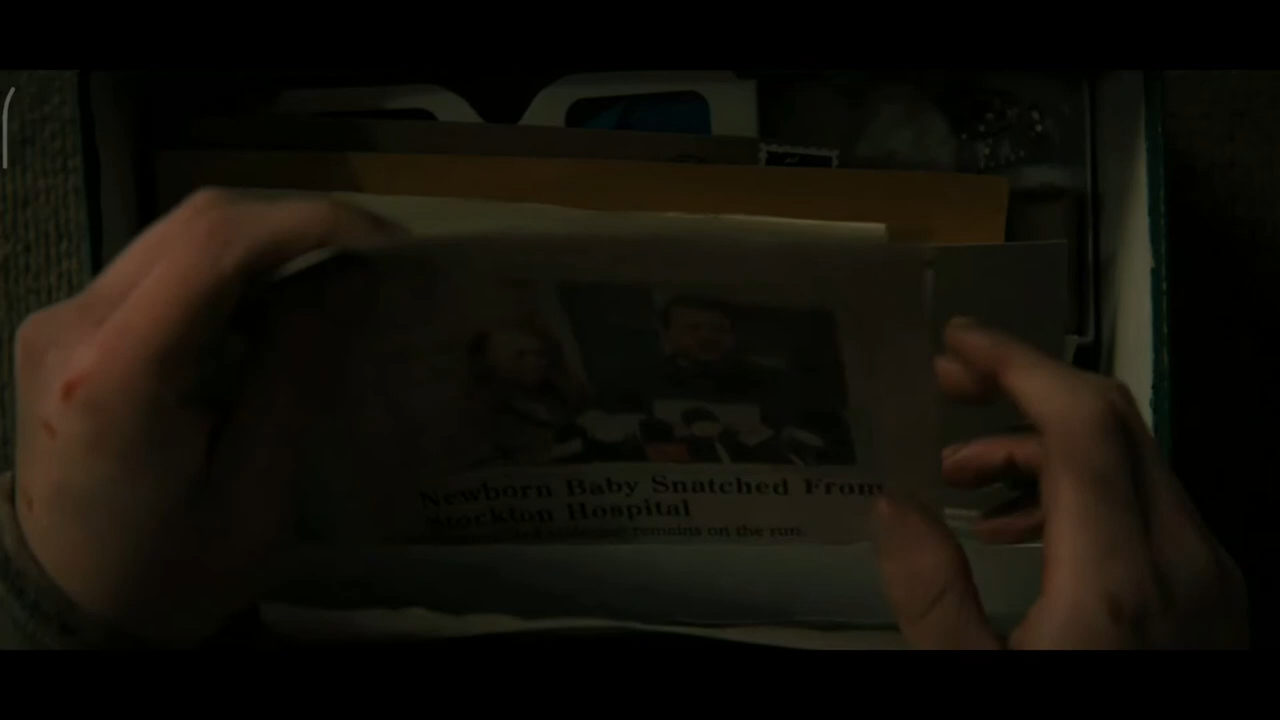 Newborn Baby Snatched From
Stockton Hospital
remains on the run.